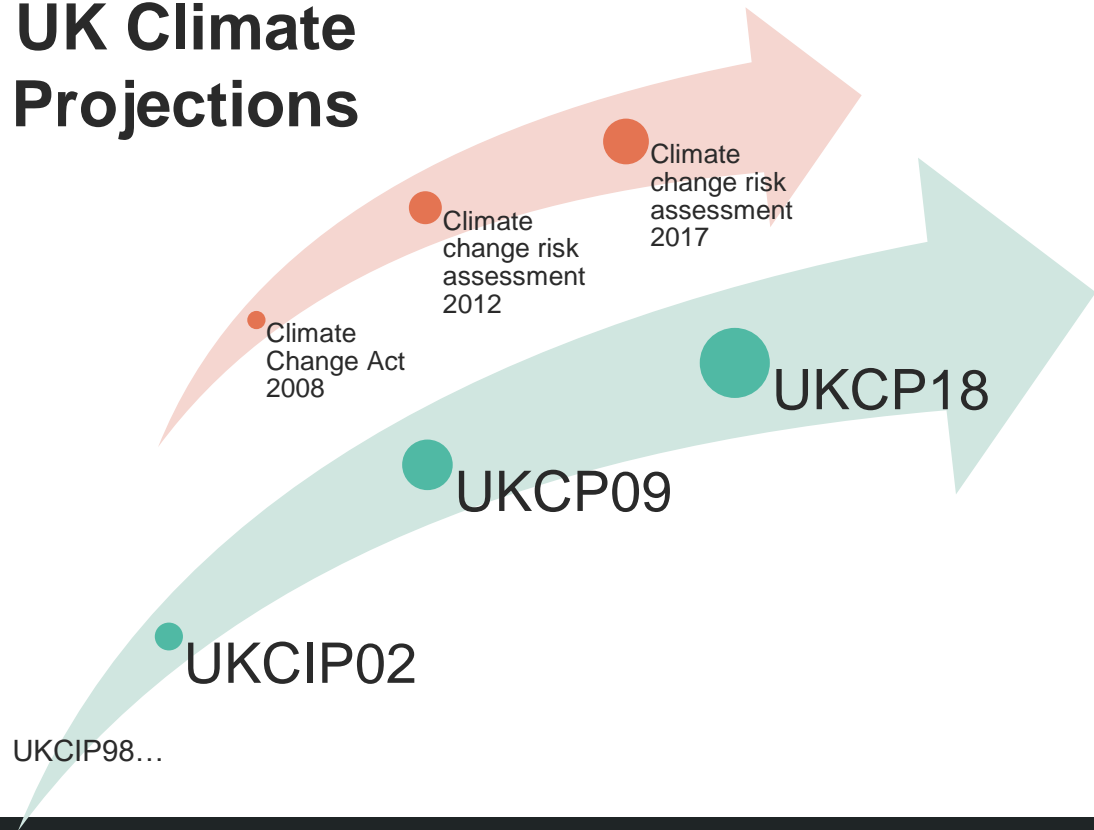 UK Climate
Projections
Climate
change risk
assessment
2017
Climate
change risk
assessment
2012
Climate
Change Act
2008
UKCP18
UKCP09
UKCIP02
UKCIP98…